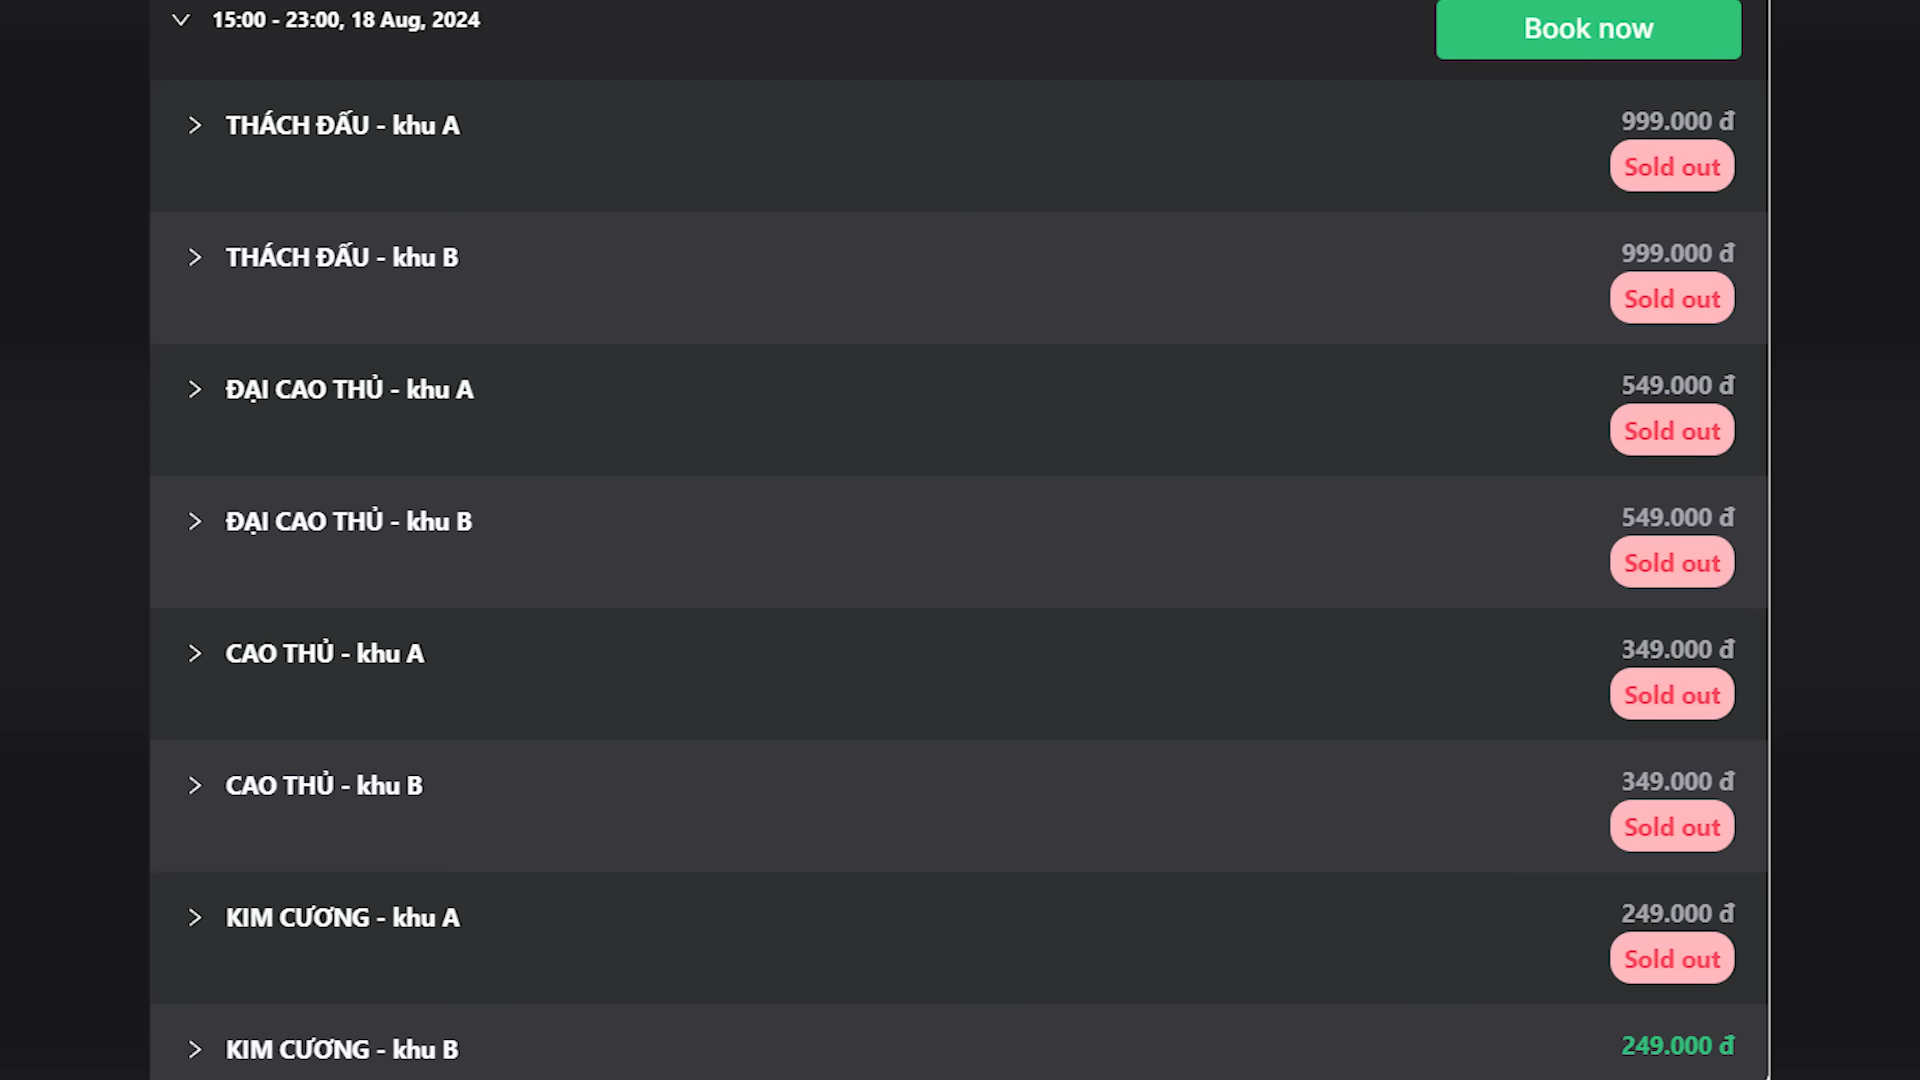 15:00 - 23:00, 18 Aug, 2024
Book now
THÁCH ĐẤU - khu A
999.000 đ
Sold out
THÁCH ĐẤU - khu B
999.000 đ
Sold out
ĐẠI CAO THỦ - khu A
549.000 đ
Sold out
ĐẠI CAO THỦ - khu B
549.000 đ
Sold out
CAO THỦ - khu A
349.000 đ
Sold out
CAO THỦ - khu B
349.000 đ
Sold out
KIM CƯƠNG - khu A
249.000 đ
Sold out
KIM CƯƠNG - khu B
249.000 đ